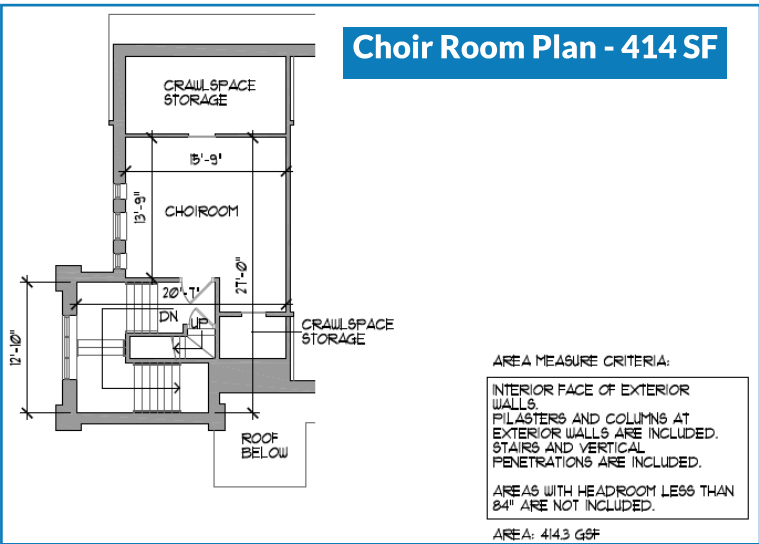 Choir Room Plan - 414 SF
CRAWLSPACE
STORAGE
15'-9"
13'-9"
CHOIROOM
27'-0"
20'-7"
DN
UP
12'-10"
CRAWLSPACE
STORAGE
ROOF
BELOW
AREA MEASURE CRITERIA:
INTERIOR FACE OF EXTERIOR
WALLS.
PILASTERS AND COLUMNS AT
EXTERIOR WALLS ARE INCLUDED.
STAIRS AND VERTICAL
PENETRATIONS ARE INCLUDED.
AREAS WITH HEADROOM LESS THAN
84" ARE NOT INCLUDED.
AREA: 414.3 GSF